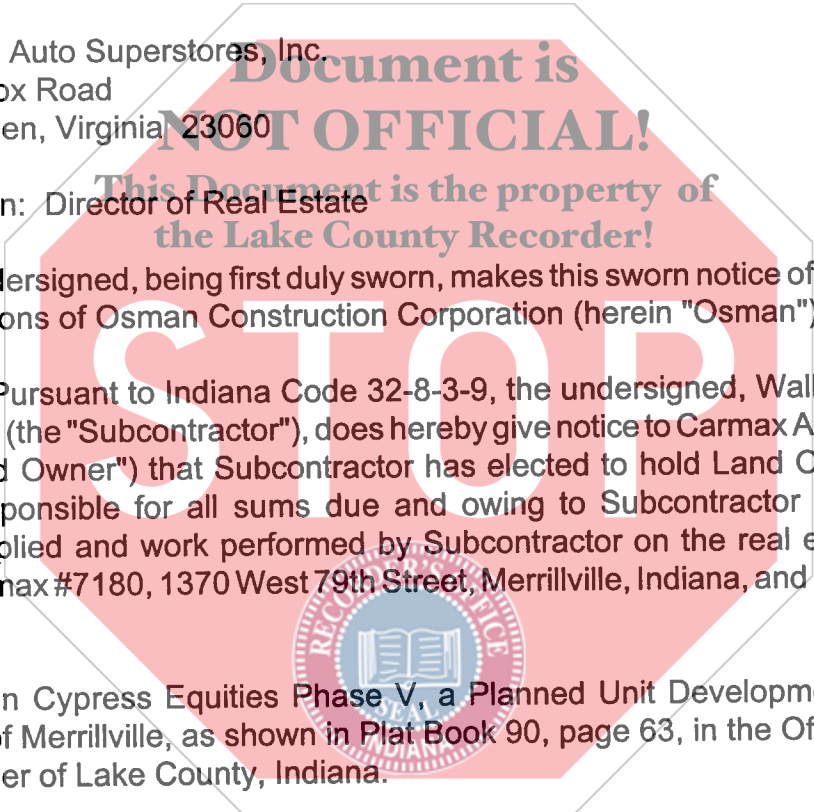 Auto Superstores, Inc.
Document is
ox Road
NOT OFFICIAL!
en, Virginia 23060
This Document is the property of
n: Director of Real Estate
the Lake County Recorder!
dersigned, being first duly sworn, makes this sworn notice of
ons of Osman Construction Corporation (herein "Osman")
STOP
Pursuant to Indiana Code 32-8-3-9, the undersigned, Wall
(the "Subcontractor"), does hereby give notice to Carmax A
d Owner") that Subcontractor has elected to hold Land O
ponsible for all sums due and owing to Subcontractor
plied and work performed by Subcontractor on the real e
max #7180, 1370 West 79th Street, Merrillville, Indiana, and
RECORDER'S OFFICE
n Cypress Equities Phase V, a Planned Unit Developm
of Merrillville, as shown in Plat Book 90, page 63, in the Of
SEAL
INDIANA
er of Lake County, Indiana.